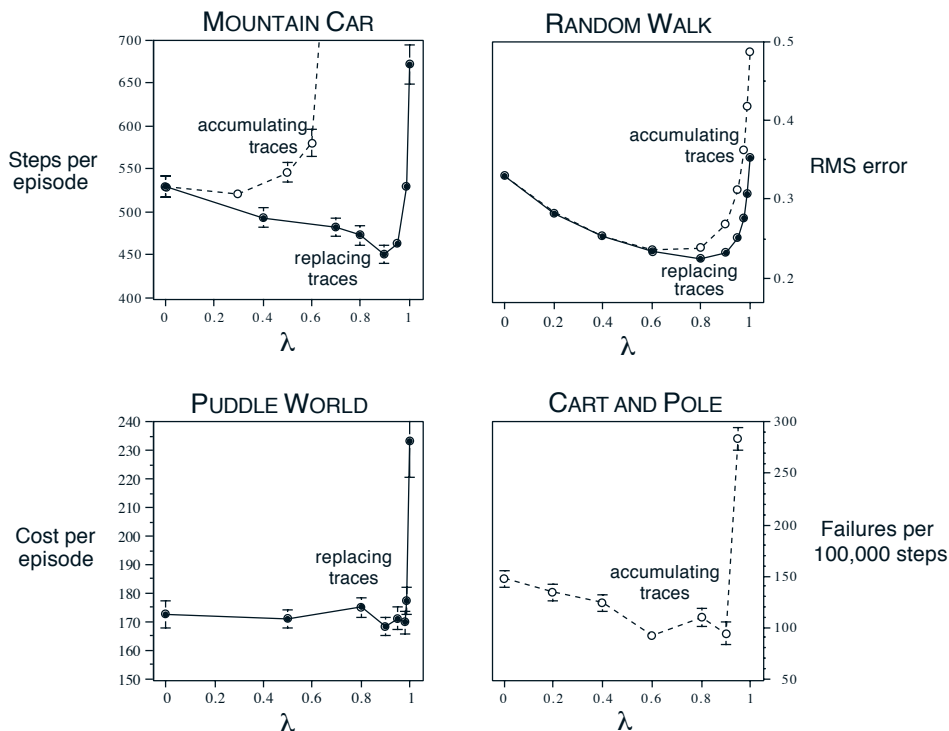 MOUNTAIN CAR
700
650
600
550
500
450
400
Steps per
episode
accumulating
traces
replacing
traces
0
0.2
0.4
0.6
0.8
1
λ
RANDOM WALK
0.5
0.4
0.3
0.2
RMS error
accumulating
traces
replacing
traces
0
0.2
0.4
0.6
0.8
1
λ
PUDDLE WORLD
240
230
220
210
200
190
180
170
160
150
Cost per
episode
replacing
traces
0
0.2
0.4
0.6
0.8
1
λ
CART AND POLE
300
250
200
150
100
50
Failures per
100,000 steps
accumulating
traces
0
0.2
0.4
0.6
0.8
1
λ